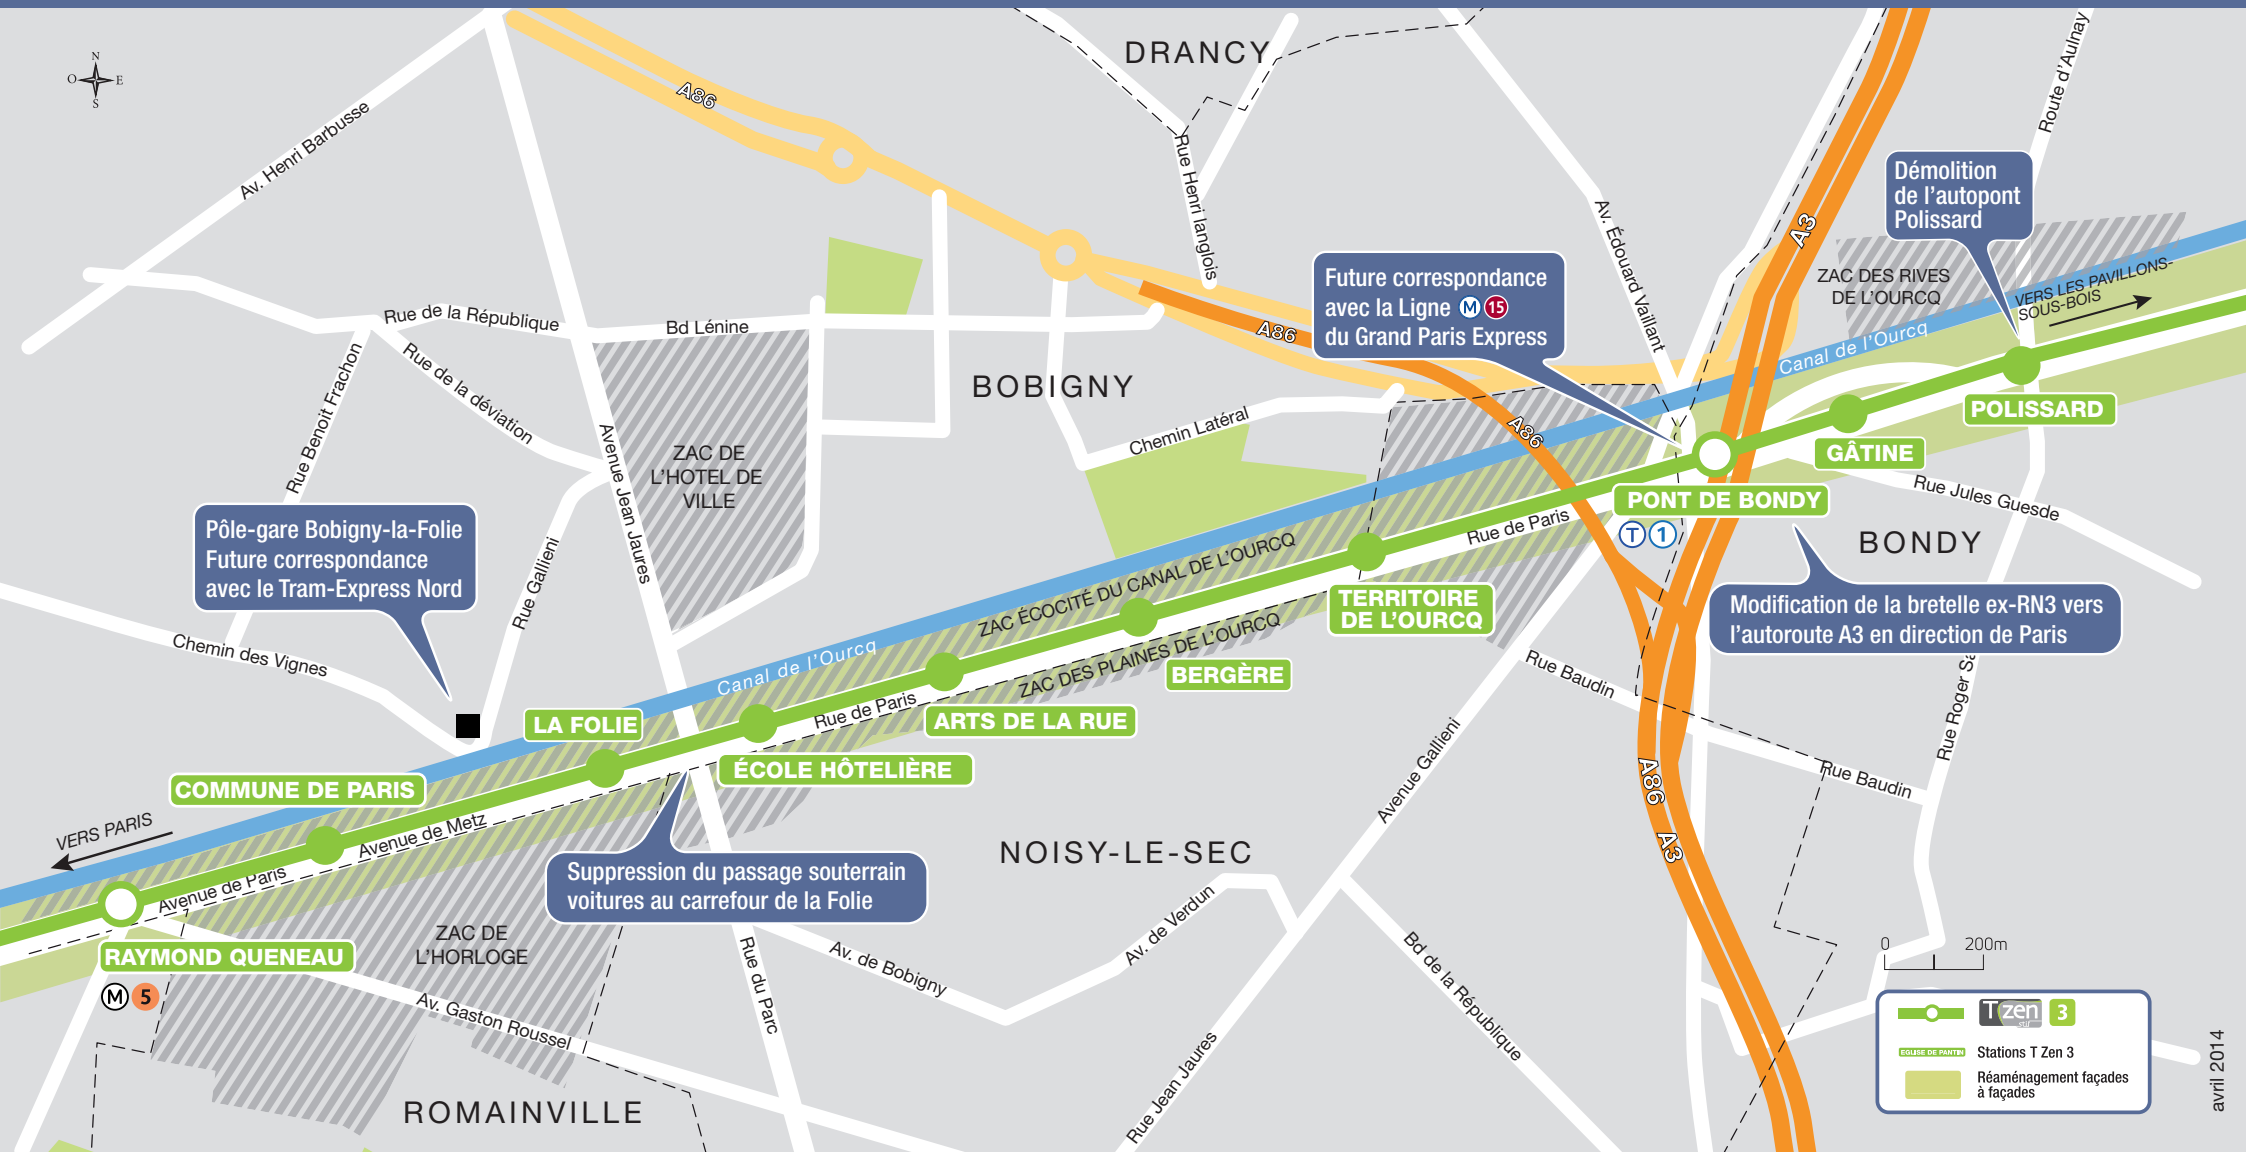 N
O
E
S
DRANCY
A86
Av. Henri Barbusse
Rue Henri langlois
Route d'Aulnay
Démolition
de l'autopont
Polissard
A3
Av. Édouard Vaillant
Future correspondance
avec la Ligne M 15
du Grand Paris Express
ZAC DES RIVES
DE L'OURCQ
VERS LES PAVILLONS-
SOUS-BOIS
Canal de l'Ourcq
Rue de la République
Bd Lénine
A86
BOBIGNY
Rue de la déviation
Rue Benoit Frachon
Chemin Latéral
A86
POLISSARD
GÂTINE
Rue Jules Guesde
PONT DE BONDY
T 1
BONDY
Avenue Jean Jaures
ZAC DE
L'HOTEL DE
VILLE
Pôle-gare Bobigny-la-Folie
Future correspondance
avec le Tram-Express Nord
Rue Gallieni
Rue de Paris
ZAC ÉCOCITÉ DU CANAL DE L'OURCQ
TERRITOIRE
DE L'OURCQ
Modification de la bretelle ex-RN3 vers
l'autoroute A3 en direction de Paris
Chemin des Vignes
Canal de l'Ourcq
ZAC DES PLAINES DE L'OURCQ
BERGÈRE
Rue Baudin
Rue Roger Sa
LA FOLIE
Rue de Paris
ARTS DE LA RUE
ÉCOLE HÔTELIÈRE
Avenue Gallieni
A86
Rue Baudin
COMMUNE DE PARIS
VERS PARIS
Avenue de Metz
A3
NOISY-LE-SEC
Suppression du passage souterrain
voitures au carrefour de la Folie
Avenue de Paris
RAYMOND QUENEAU
M 5
ZAC DE
L'HORLOGE
Av. de Verdun
Av. de Bobigny
Rue du Parc
Bd de la République
Av. Gaston Roussel
Rue Jean Jaures
ROMAINVILLE
0 200m
T zen 3
stif
EGLISE DE PANTIN
Stations T Zen 3
Réaménagement façades
à façades
avril 2014